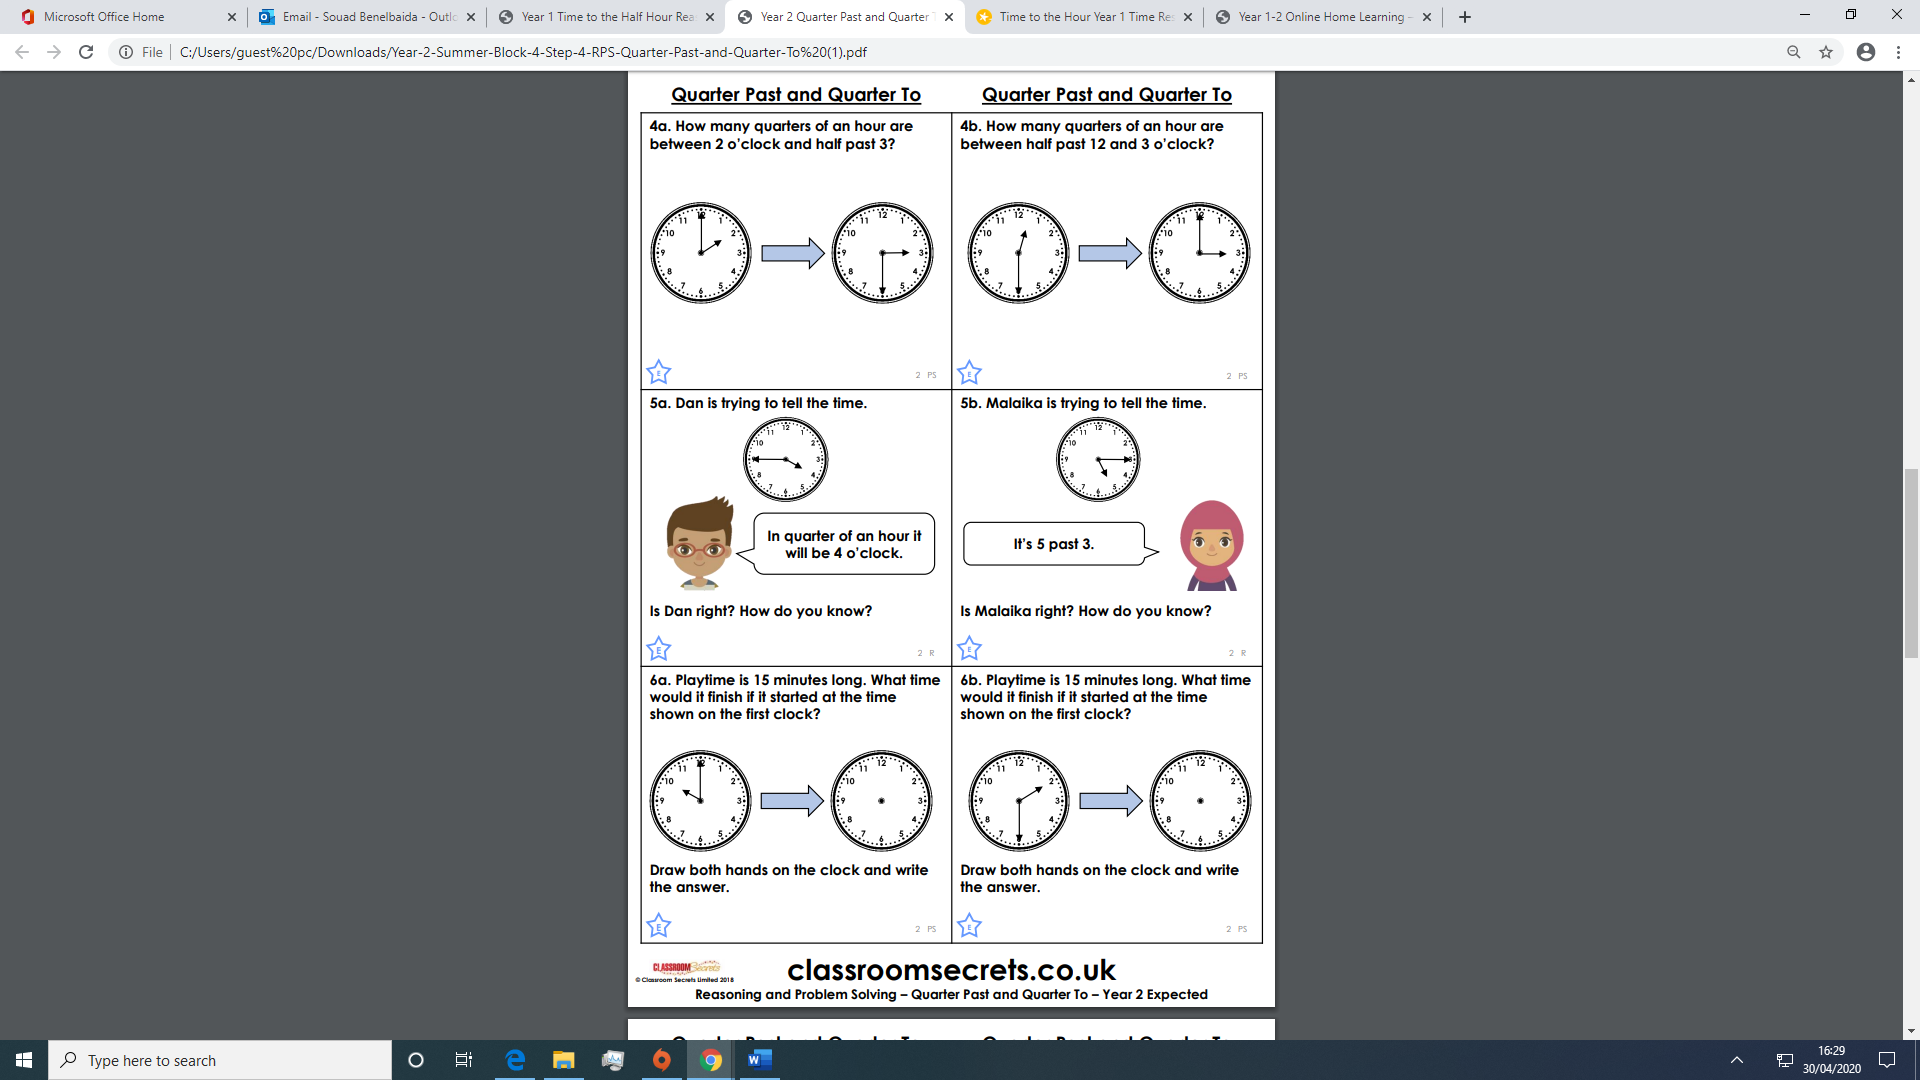 Microsoft Office Home
Email - Souad Benelbaida - Outlo
Year 1 Time to the Half Hour Rea
Year 2 Quarter Past and Quarter T
Time to the Hour Year 1 Time Res
Year 1-2 Online Home Learning -
File
C:/Users/guest%20pc/Downloads/Year-2-Summer-Block-4-Step-4-RPS-Quarter-Past-and-Quarter-To%20(1).pdf
Quarter Past and Quarter To
Quarter Past and Quarter To
4a. How many quarters of an hour are
between 2 o’clock and half past 3?
2 PS
4b. How many quarters of an hour are
between half past 12 and 3 o’clock?
2 PS
5a. Dan is trying to tell the time.
In quarter of an hour it
will be 4 o’clock.
Is Dan right? How do you know?
2 R
5b. Malaika is trying to tell the time.
It’s 5 past 3.
Is Malaika right? How do you know?
2 R
6a. Playtime is 15 minutes long. What time
would it finish if it started at the time
shown on the first clock?
Draw both hands on the clock and write
the answer.
2 PS
6b. Playtime is 15 minutes long. What time
would it finish if it started at the time
shown on the first clock?
Draw both hands on the clock and write
the answer.
2 PS
CLASSROOM Secrets
© Classroom Secrets Limited 2018
classroomsecrets.co.uk
Reasoning and Problem Solving – Quarter Past and Quarter To – Year 2 Expected
Type here to search
16:29
30/04/2020